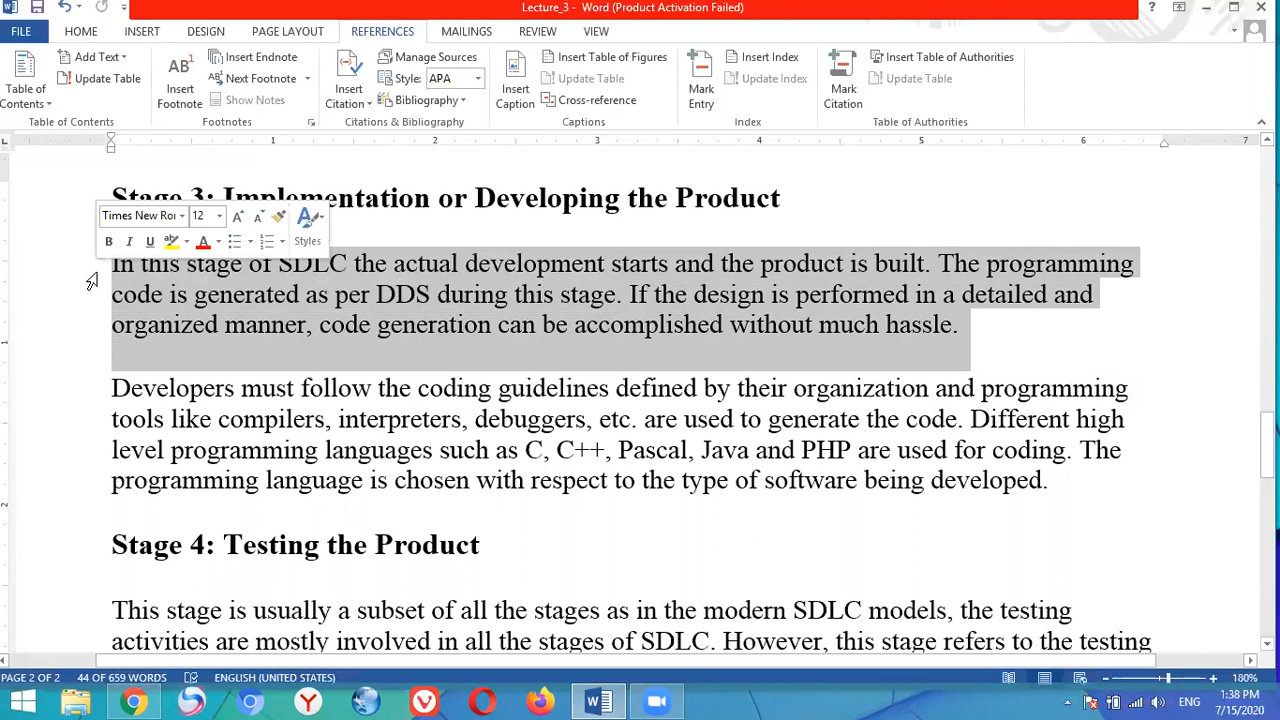 Lecture_3 - Word (Product Activation Failed)
FILE HOME INSERT DESIGN PAGE LAYOUT REFERENCES MAILINGS REVIEW VIEW
Table of Contents
Add Text
Update Table
Table of Contents
AB¹
Insert Footnote
Insert Endnote
Next Footnote
Show Notes
Footnotes
Insert Citation
Manage Sources
Style: APA
Bibliography
Citations & Bibliography
Insert Caption
Insert Table of Figures
Update Table
Cross-reference
Captions
Mark Entry
Insert Index
Update Index
Index
Mark Citation
Insert Table of Authorities
Update Table
Table of Authorities
1 2 3 4 5 6 7
Stage 3: Implementation or Developing the Product
Times New Roı 12
B I U Styles
In this stage of SDLC the actual development starts and the product is built. The programming
code is generated as per DDS during this stage. If the design is performed in a detailed and
organized manner, code generation can be accomplished without much hassle.
Developers must follow the coding guidelines defined by their organization and programming
tools like compilers, interpreters, debuggers, etc. are used to generate the code. Different high
level programming languages such as C, C++, Pascal, Java and PHP are used for coding. The
programming language is chosen with respect to the type of software being developed.
Stage 4: Testing the Product
This stage is usually a subset of all the stages as in the modern SDLC models, the testing
activities are mostly involved in all the stages of SDLC. However, this stage refers to the testing
PAGE 2 OF 2 44 OF 659 WORDS ENGLISH (UNITED STATES) 180%
ENG 1:38 PM
7/15/2020